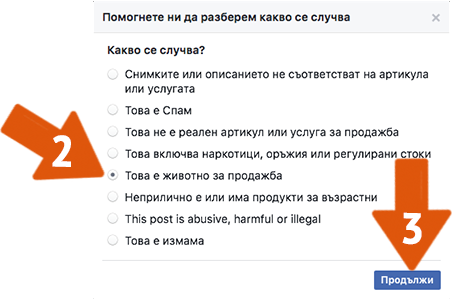 Помогнете ни да разберем какво се случва
Какво се случва?
Снимките или описанието не съответстват на артикула
или услугата
Това е Спам
Това не е реален артикул или услуга за продажба
Това включва наркотици, оръжия или регулирани стоки
2
Това е животно за продажба
Неприлично е или има продукти за възрастни
This post is abusive, harmful or illegal
3
Това е измама
Продължи